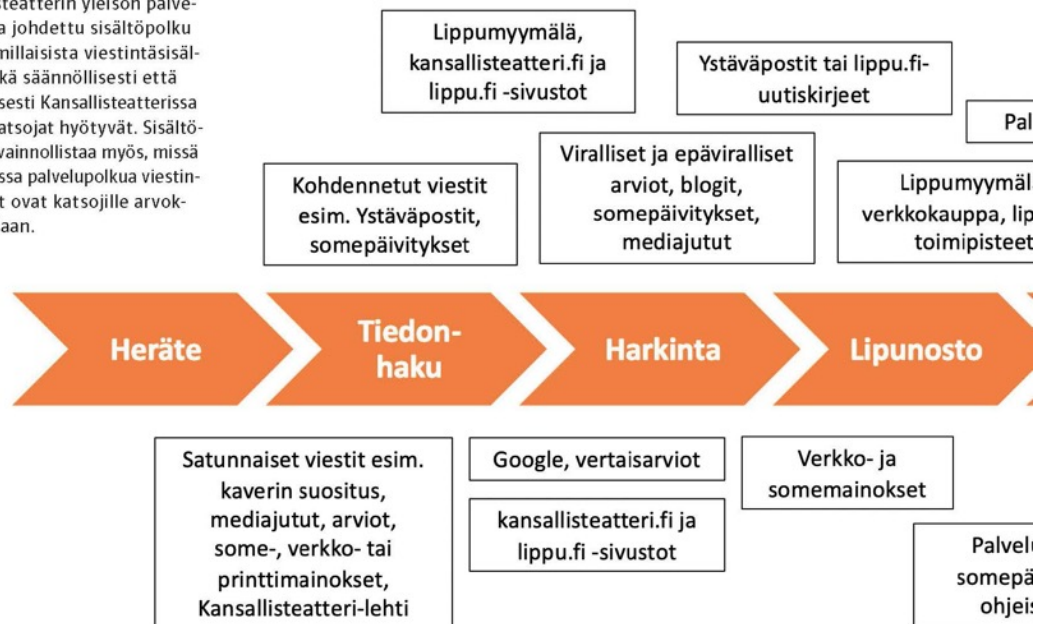 steatterin yleisön palve-
a johdettu sisältöpolku
millaisista viestintäsisäl-
kä säännöllisesti että
sesti Kansallisteatterissa
atsojat hyötyvät. Sisältö-
vainnollistaa myös, missä
ssa palvelupolkua viestin-
t ovat katsojille arvok-
aan.
Lippumyymälä,
kansallisteatteri.fi ja
lippu.fi -sivustot
Ystäväpostit tai lippu.fi-
uutiskirjeet
Pal
Kohdennetut viestit
esim. Ystäväpostit,
somepäivitykset
Viralliset ja epäviralliset
arviot, blogit,
somepäivitykset,
mediajutut
Lippumyymäl
verkkokauppa, lip
toimipisteet
Heräte
Tiedon-
haku
Harkinta
Lipunosto
Satunnaiset viestit esim.
kaverin suositus,
mediajutut, arviot,
some-, verkko- tai
printtimainokset,
Kansallisteatteri-lehti
Google, vertaisarviot
kansallisteatteri.fi ja
lippu.fi -sivustot
Verkko- ja
somemainokset
Palvelu
somepä
ohjeis